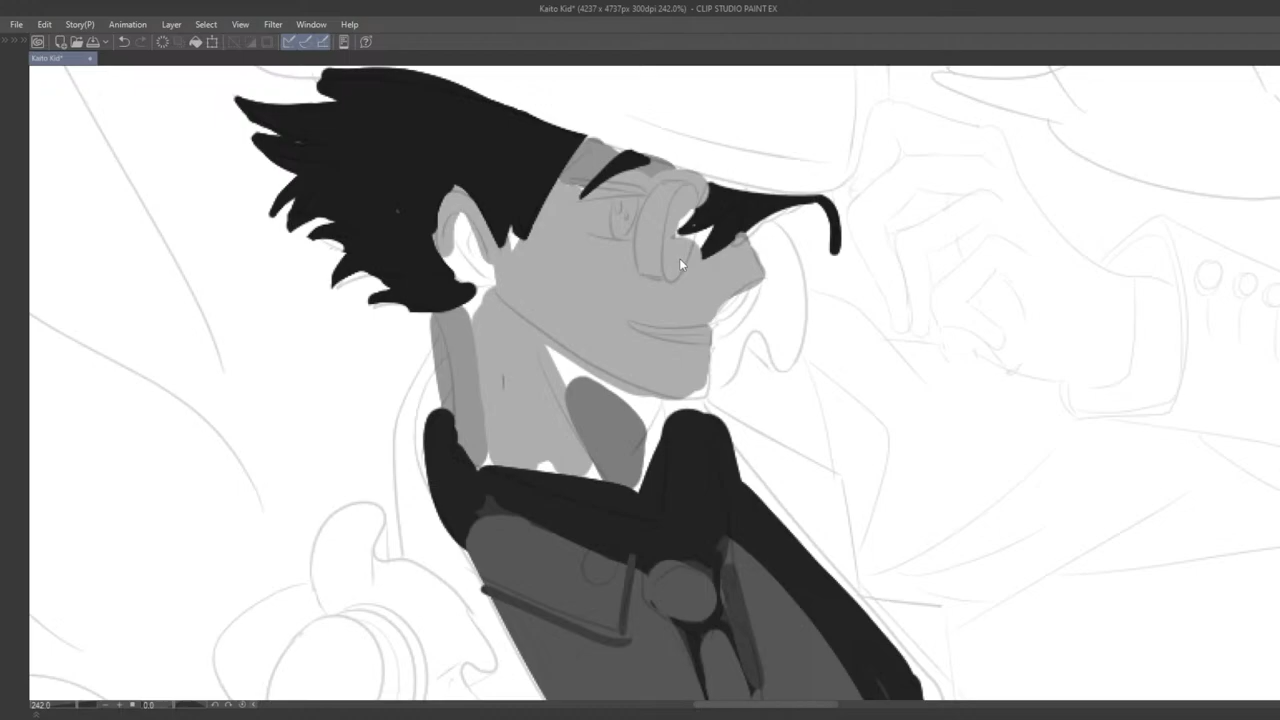 Kaito Kid* (4237 x 4737px 300dpi 242.0%) - CLIP STUDIO PAINT EX
File Edit Story(P) Animation Layer Select View Filter Window Help
Kaito Kid*
242.0 0.0